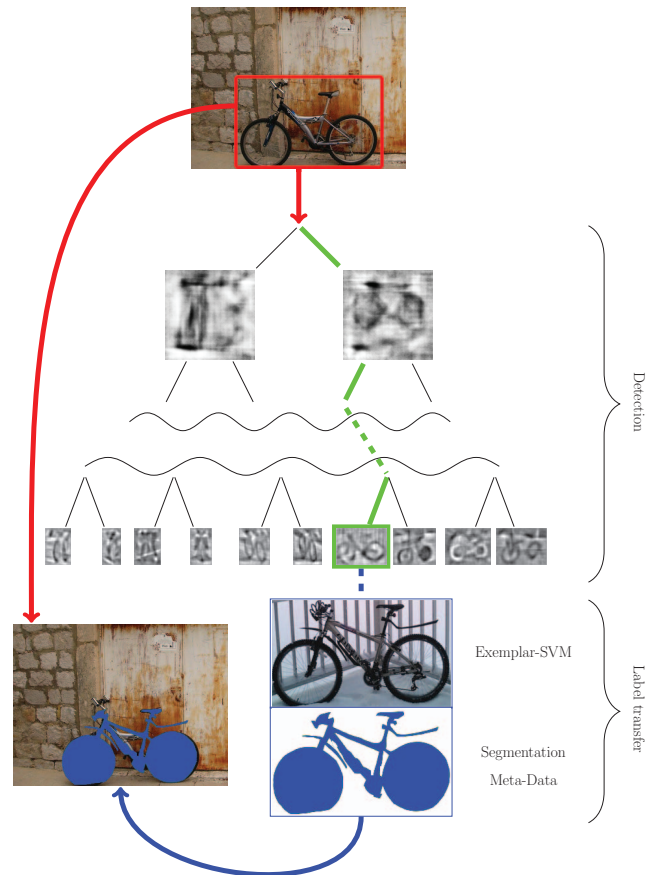 Detection
Exemplar-SVM
Segmentation
Meta-Data
Label transfer